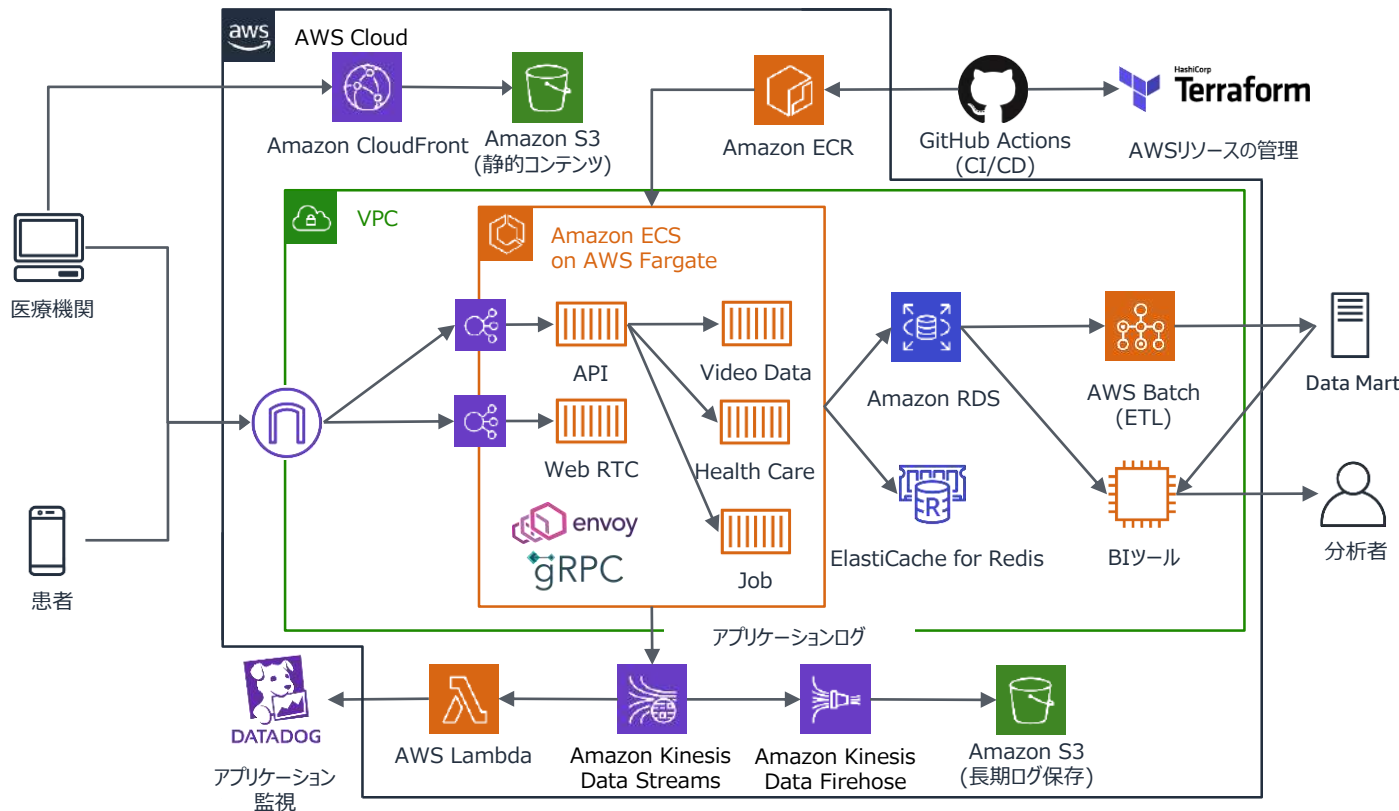 aws
AWS Cloud
Amazon CloudFront
Amazon S3
(静的コンテンツ)
Amazon ECR
GitHub Actions
(CI/CD)
HashiCorp
Terraform
AWSリソースの管理
医療機関
患者
VPC
Amazon ECS
on AWS Fargate
API
Video Data
Web RTC
Health Care
envoy
gRPC
Job
Amazon RDS
R
ElastiCache for Redis
AWS Batch
(ETL)
BIツール
Data Mart
分析者
アプリケーションログ
DATADOG
アプリケーション
監視
AWS Lambda
Amazon Kinesis
Data Streams
Amazon Kinesis
Data Firehose
Amazon S3
(長期ログ保存)